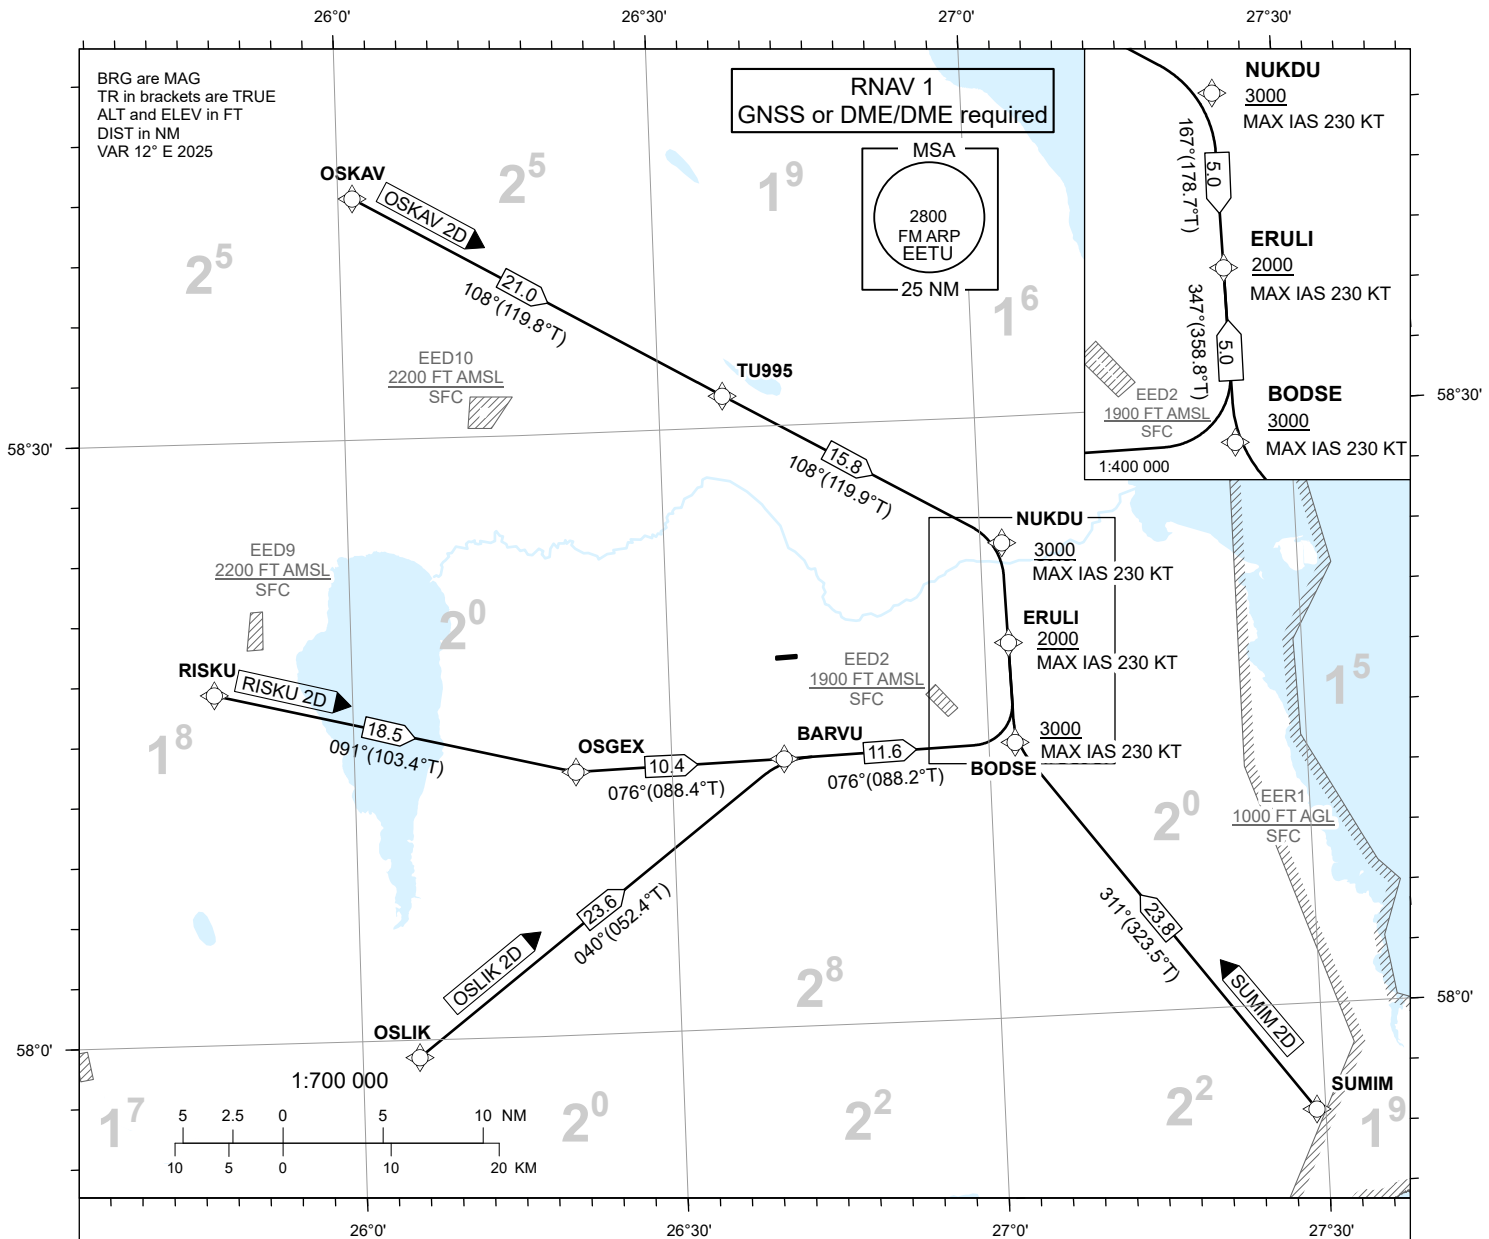 26°0'
26°30'
27°0'
27°30'
BRG are MAG
TR in brackets are TRUE
ALT and ELEV in FT
DIST in NM
VAR 12° E 2025
RNAV 1
GNSS or DME/DME required
MSA
2800
FM ARP
EETU
25 NM
NUKDU
3000
MAX IAS 230 KT
167°(178.7°T)
5.0
ERULI
2000
MAX IAS 230 KT
347°(358.8°T)
5.0
BODSE
3000
MAX IAS 230 KT
EED2
1900 FT AMSL
SFC
1:400 000
OSKAV
OSKAV 2D
2⁵
1⁹
2⁵
1⁶
21.0
108°(119.8°T)
EED10
2200 FT AMSL
SFC
TU995
58°30'
58°30'
15.8
108°(119.9°T)
NUKDU
3000
MAX IAS 230 KT
EED9
2200 FT AMSL
SFC
2⁰
ERULI
2000
MAX IAS 230 KT
EED2
1900 FT AMSL
SFC
1⁵
RISKU
RISKU 2D
1⁸
18.5
091°(103.4°T)
OSGEX
10.4
076°(088.4°T)
BARVU
11.6
076°(088.2°T)
3000
MAX IAS 230 KT
BODSE
EER1
1000 FT AGL
SFC
2⁰
23.6
040°(052.4°T)
OSLIK 2D
OSLIK
23.8
311°(323.5°T)
SUMIM 2D
SUMIM
2⁸
58°0'
58°0'
1:700 000
5 2.5 0 5 10 NM
10 5 0 10 20 KM
1⁷
2⁰
2²
2²
1⁹
26°0'
26°30'
27°0'
27°30'